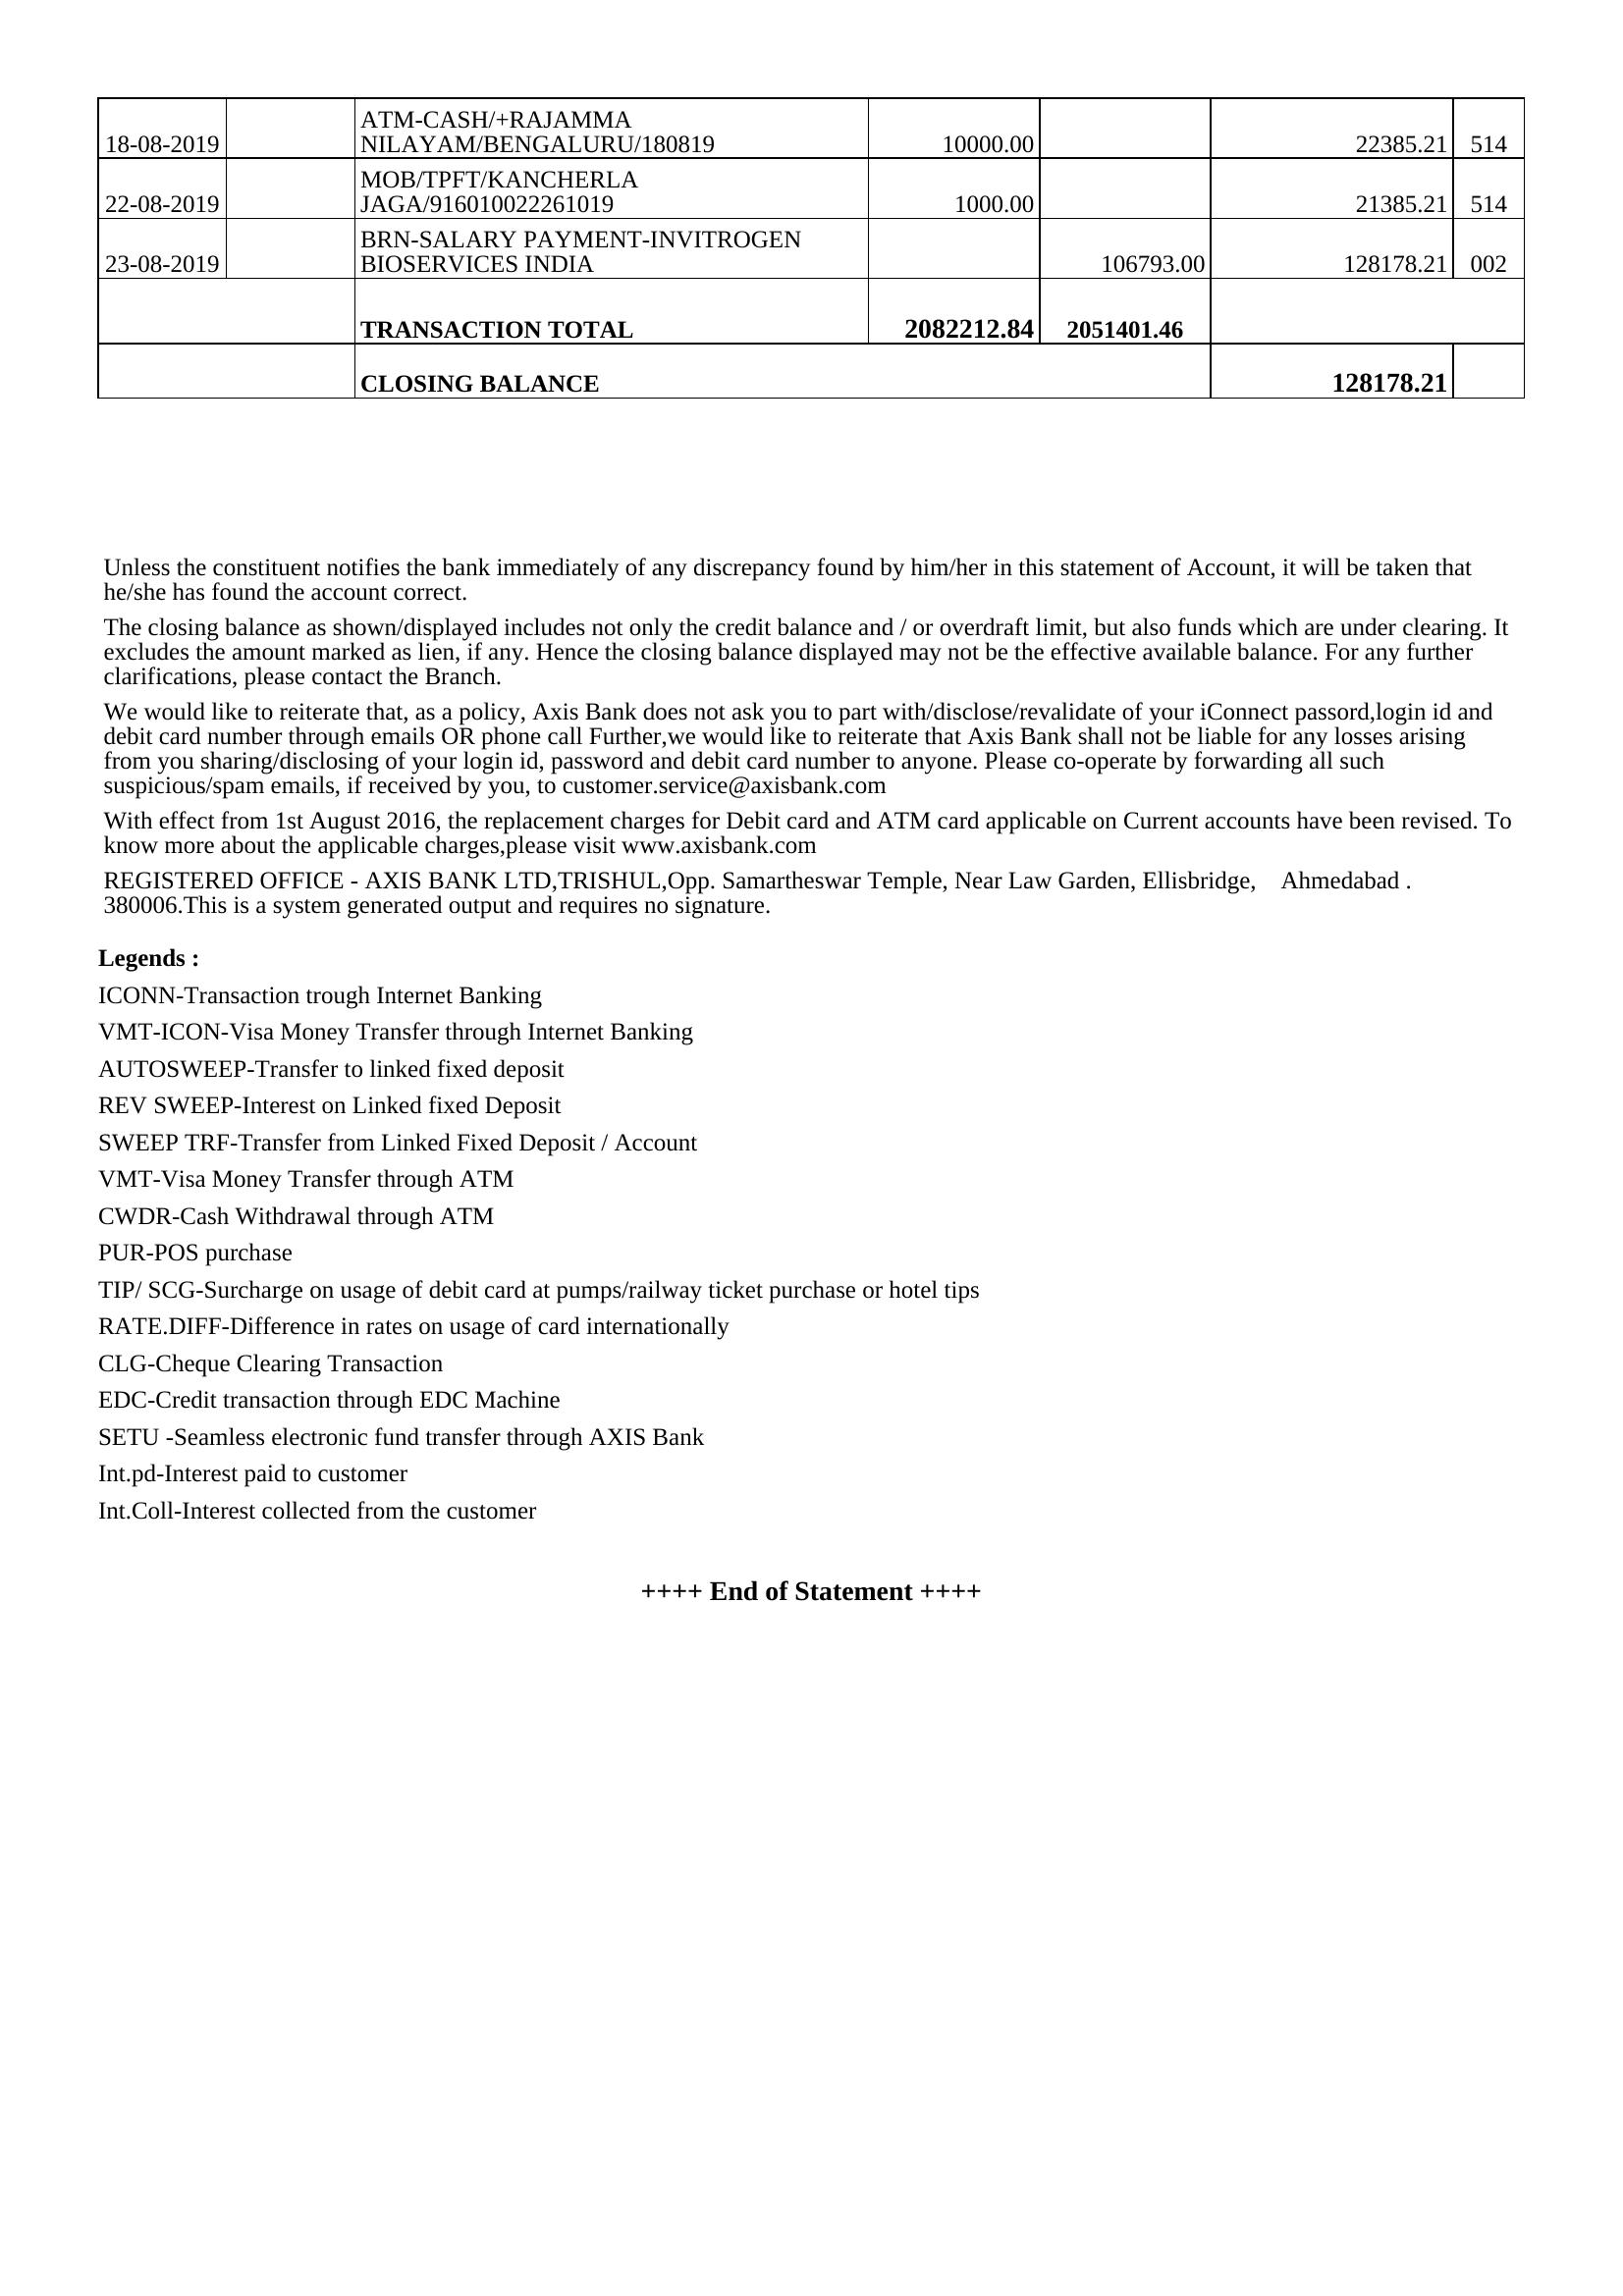 ATM-CASH/+RAJAMMA
18-08-2019 NILAYAM/BENGALURU/180819 10000.00 22385.21 514
MOB/TPFT/KANCHERLA
22-08-2019 JAGA/916010022261019 1000.00 21385.21 514
BRN-SALARY PAYMENT-INVITROGEN
23-08-2019 BIOSERVICES INDIA 106793.00 128178.21 002
TRANSACTION TOTAL 2082212.84 2051401.46
CLOSING BALANCE 128178.21
Unless the constituent notifies the bank immediately of any discrepancy found by him/her in this statement of Account, it will be taken that
he/she has found the account correct.
The closing balance as shown/displayed includes not only the credit balance and / or overdraft limit, but also funds which are under clearing. It
excludes the amount marked as lien, if any. Hence the closing balance displayed may not be the effective available balance. For any further
clarifications, please contact the Branch.
We would like to reiterate that, as a policy, Axis Bank does not ask you to part with/disclose/revalidate of your iConnect passord,login id and
debit card number through emails OR phone call Further,we would like to reiterate that Axis Bank shall not be liable for any losses arising
from you sharing/disclosing of your login id, password and debit card number to anyone. Please co-operate by forwarding all such
suspicious/spam emails, if received by you, to customer.service@axisbank.com
With effect from 1st August 2016, the replacement charges for Debit card and ATM card applicable on Current accounts have been revised. To
know more about the applicable charges,please visit www.axisbank.com
REGISTERED OFFICE - AXIS BANK LTD,TRISHUL,Opp. Samartheswar Temple, Near Law Garden, Ellisbridge, Ahmedabad .
380006.This is a system generated output and requires no signature.
Legends :
ICONN-Transaction trough Internet Banking
VMT-ICON-Visa Money Transfer through Internet Banking
AUTOSWEEP-Transfer to linked fixed deposit
REV SWEEP-Interest on Linked fixed Deposit
SWEEP TRF-Transfer from Linked Fixed Deposit / Account
VMT-Visa Money Transfer through ATM
CWDR-Cash Withdrawal through ATM
PUR-POS purchase
TIP/ SCG-Surcharge on usage of debit card at pumps/railway ticket purchase or hotel tips
RATE.DIFF-Difference in rates on usage of card internationally
CLG-Cheque Clearing Transaction
EDC-Credit transaction through EDC Machine
SETU -Seamless electronic fund transfer through AXIS Bank
Int.pd-Interest paid to customer
Int.Coll-Interest collected from the customer
++++ End of Statement ++++